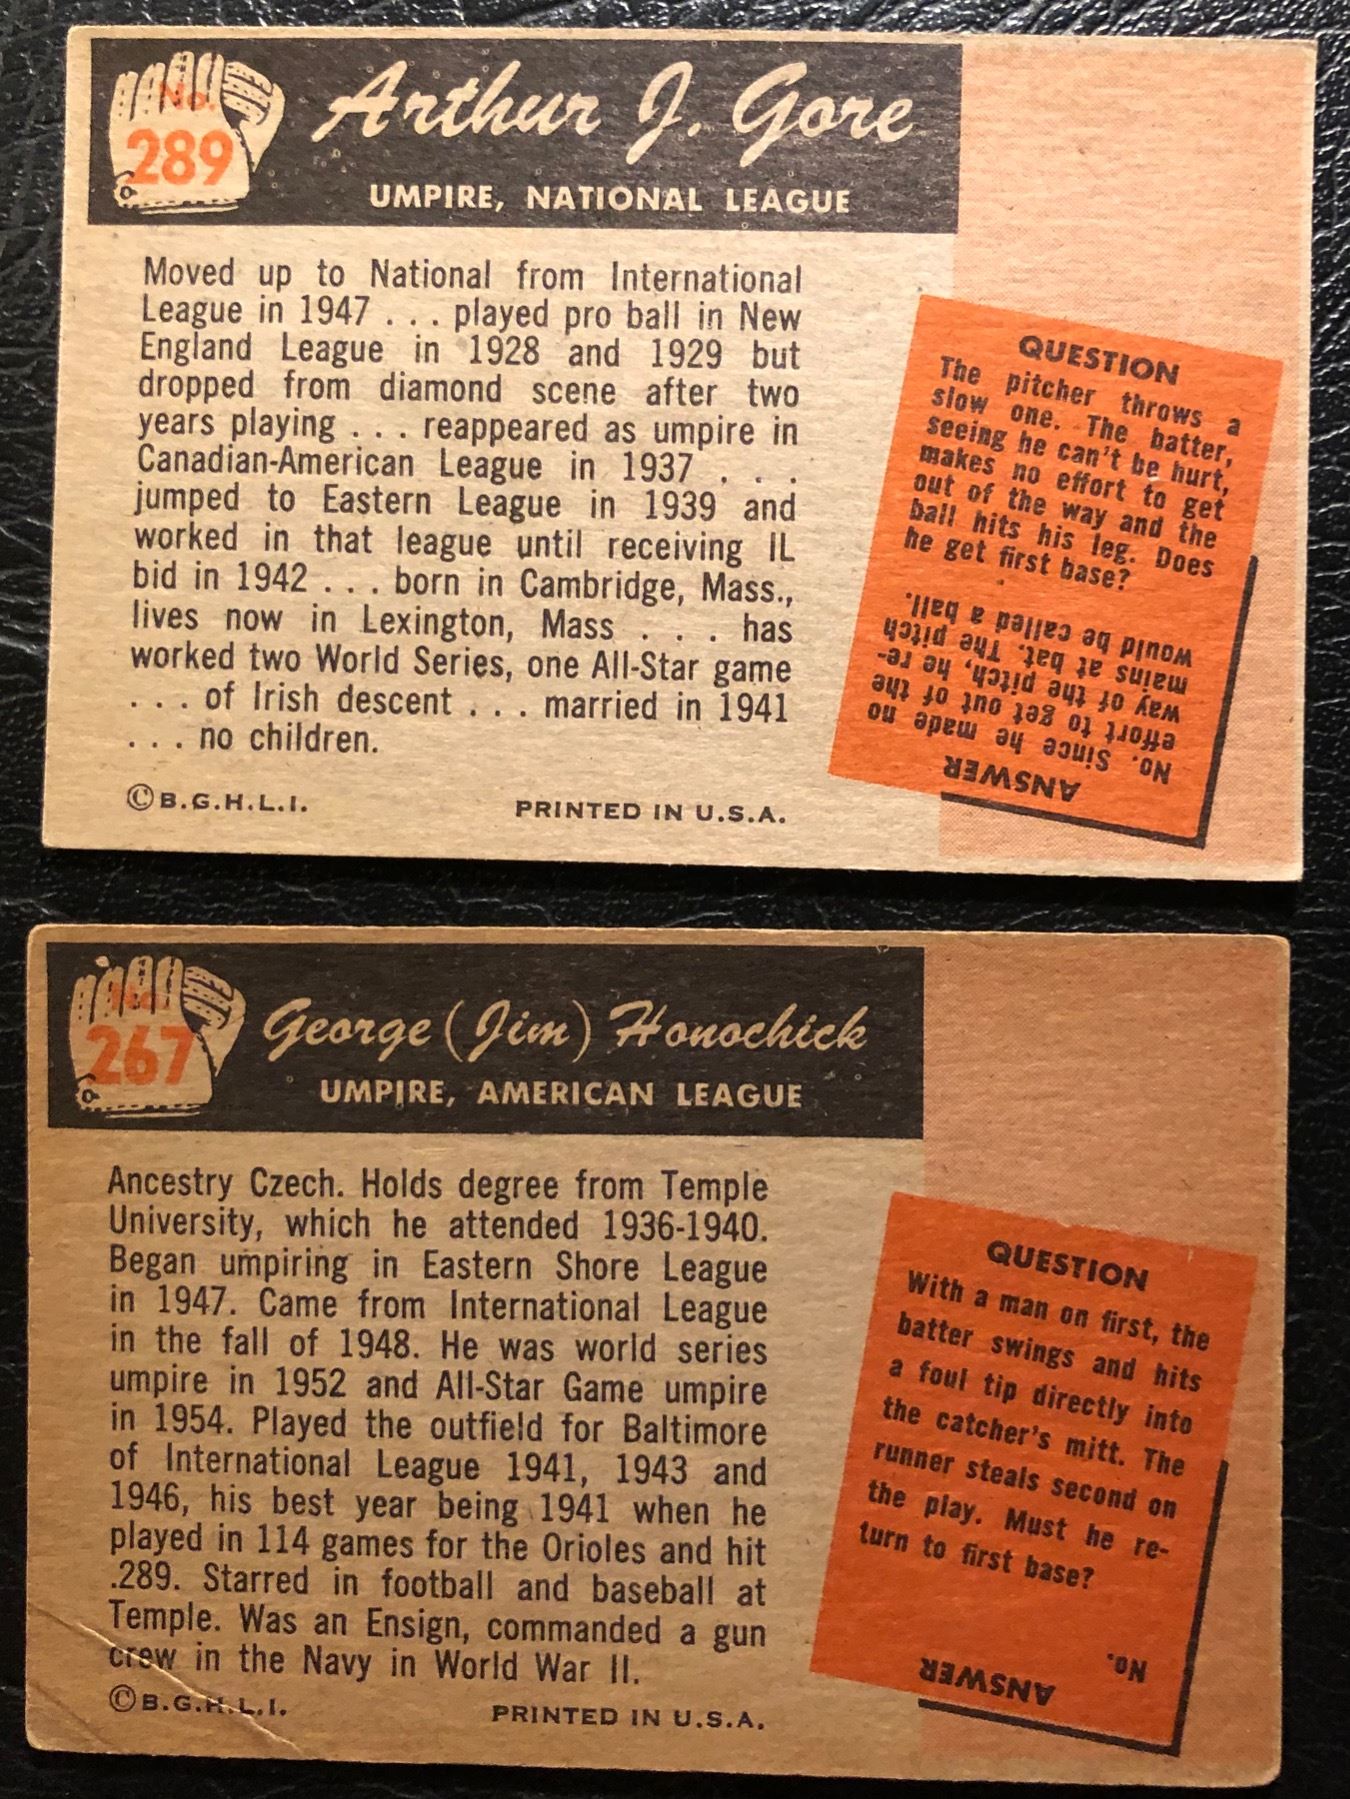 No.
289
Arthur J. Gore
UMPIRE, NATIONAL LEAGUE
Moved up to National from International
League in 1947 . . . played pro ball in New
England League in 1928 and 1929 but
dropped from diamond scene after two
years playing . . . reappeared as umpire in
Canadian-American League in 1937 . . .
jumped to Eastern League in 1939 and
worked in that league until receiving IL
bid in 1942 . . . born in Cambridge, Mass.,
lives now in Lexington, Mass . . . has
worked two World Series, one All-Star game
. . . of Irish descent . . . married in 1941
. . . no children.
© B.G.H.L.I.
PRINTED IN U.S.A.
QUESTION
The pitcher throws a
slow one. The batter,
seeing he can't be hurt,
makes no effort to get
out of the way and the
ball hits his leg. Does
he get first base?
ANSWER
No. Since he made no
effort to get out of the
way of the pitch, he re-
mains at bat. The pitch
would be called a ball.
No.
267
George (Jim) Honochick
UMPIRE, AMERICAN LEAGUE
Ancestry Czech. Holds degree from Temple
University, which he attended 1936-1940.
Began umpiring in Eastern Shore League
in 1947. Came from International League
in the fall of 1948. He was world series
umpire in 1952 and All-Star Game umpire
in 1954. Played the outfield for Baltimore
of International League 1941, 1943 and
1946, his best year being 1941 when he
played in 114 games for the Orioles and hit
.289. Starred in football and baseball at
Temple. Was an Ensign, commanded a gun
crew in the Navy in World War II.
© B.G.H.L.I.
PRINTED IN U.S.A.
QUESTION
With a man on first, the
batter swings and hits
a foul tip directly into
the catcher's mitt. The
runner steals second on
the play. Must he re-
turn to first base?
ANSWER
No.